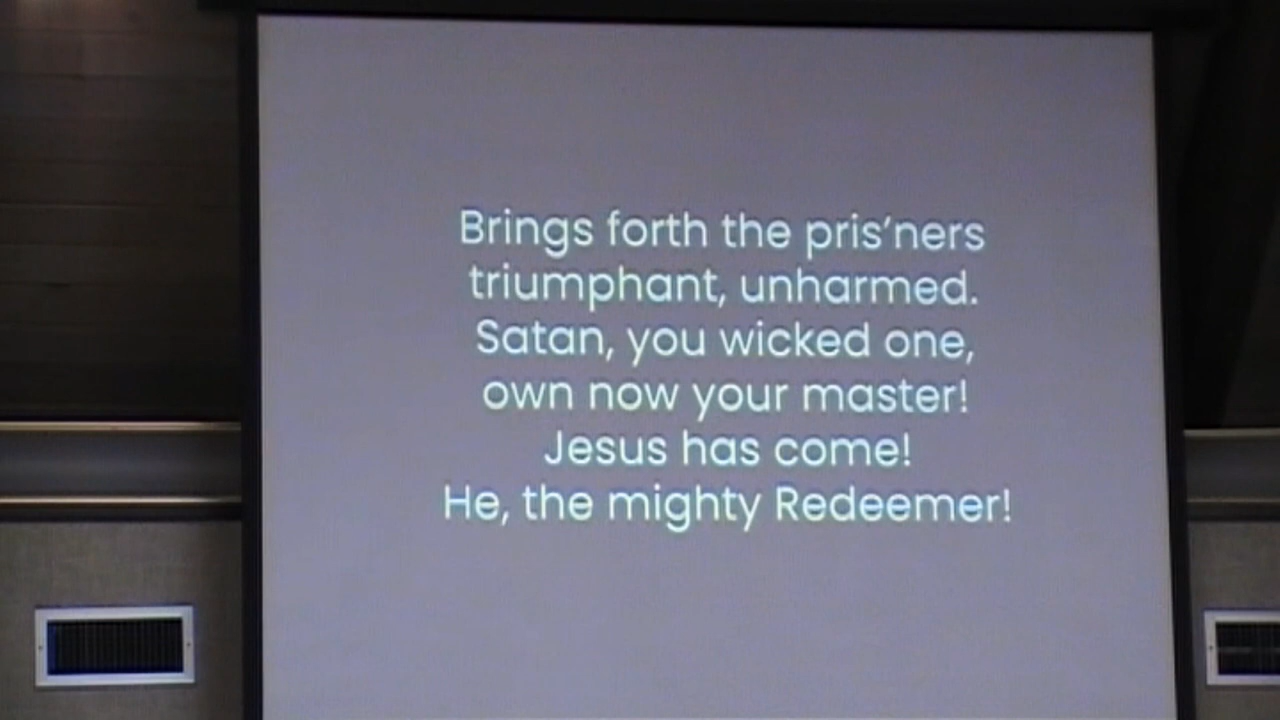 Brings forth the pris’ners
triumphant, unharmed.
Satan, you wicked one,
own now your master!
Jesus has come!
He, the mighty Redeemer!